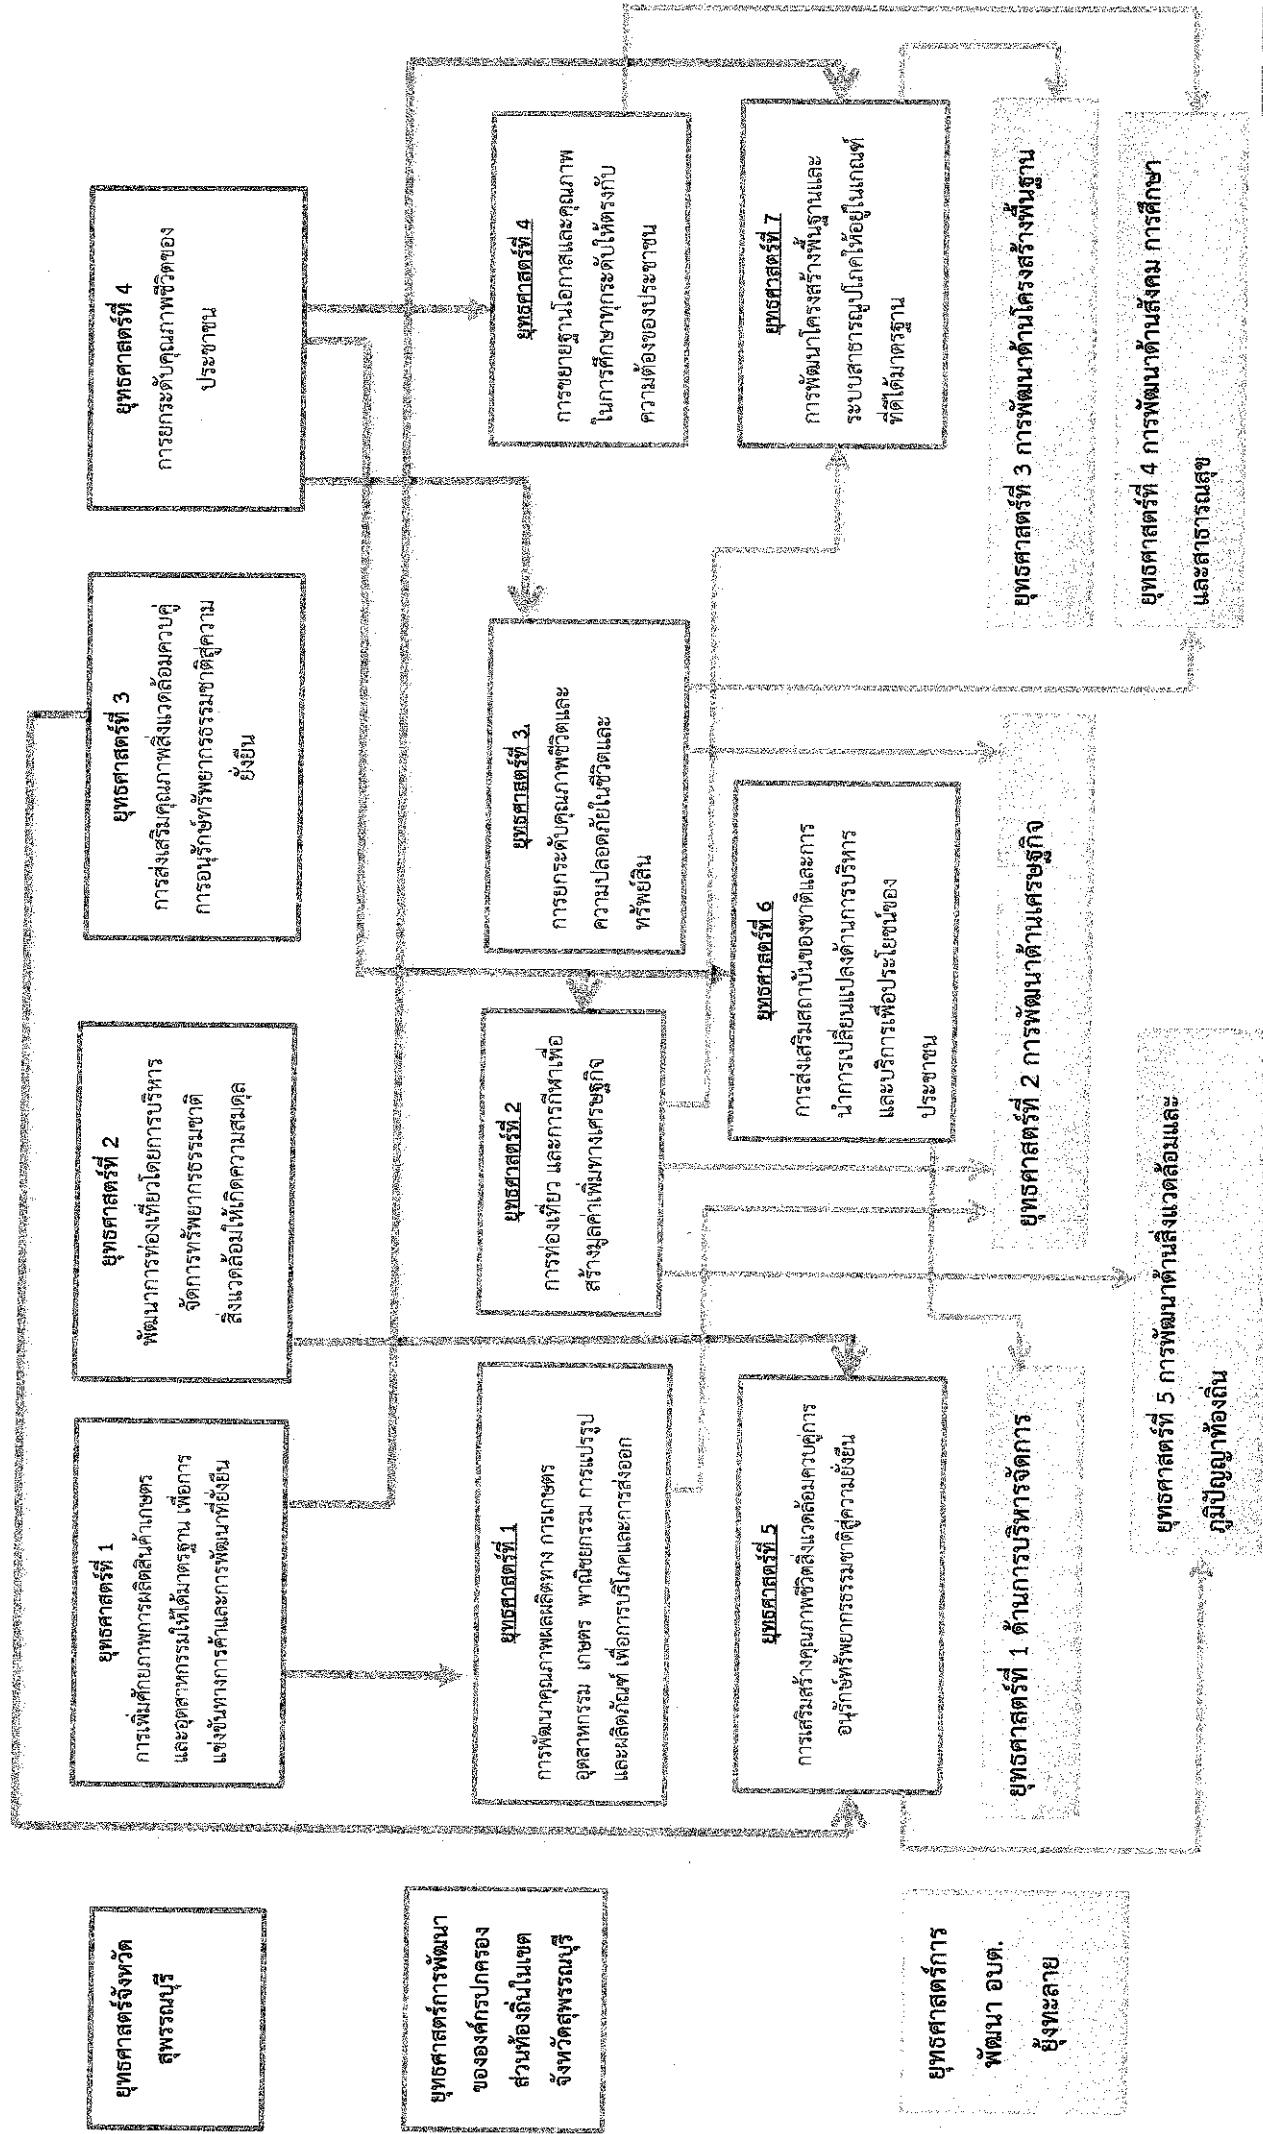 ยุทธศาสตร์จังหวัด
สุพรรณบุรี
ยุทธศาสตร์ที่ 1
การเพิ่มศักยภาพการผลิตสินค้าเกษตร
และอุตสาหกรรมให้ได้มาตรฐาน เพื่อการ
แข่งขันทางการค้าและการพัฒนาที่ยั่งยืน
ยุทธศาสตร์ที่ 2
พัฒนาการท่องเที่ยวโดยการบริหาร
จัดการทรัพยากรธรรมชาติ
สิ่งแวดล้อมให้เกิดความสมดุล
ยุทธศาสตร์ที่ 3
การส่งเสริมคุณภาพสิ่งแวดล้อมควบคู่
การอนุรักษ์ทรัพยากรธรรมชาติสู่ความ
ยั่งยืน
ยุทธศาสตร์ที่ 4
การยกระดับคุณภาพชีวิตของ
ประชาชน
ยุทธศาสตร์การพัฒนา
ขององค์กรปกครอง
ส่วนท้องถิ่นในเขต
จังหวัดสุพรรณบุรี
ยุทธศาสตร์ที่ 1
การพัฒนาคุณภาพผลผลิตทาง การเกษตร
อุตสาหกรรม เกษตร พาณิชยกรรม การแปรรูป
และผลิตภัณฑ์ เพื่อการบริโภคและการส่งออก
ยุทธศาสตร์ที่ 2
การท่องเที่ยว และการกีฬาเพื่อ
สร้างมูลค่าเพิ่มทางเศรษฐกิจ
ยุทธศาสตร์ที่ 3.
การยกระดับคุณภาพชีวิตและ
ความปลอดภัยในชีวิตและ
ทรัพย์สิน
ยุทธศาสตร์ที่ 4
การขยายฐานโอกาสและคุณภาพ
ในการศึกษาทุกระดับให้ตรงกับ
ความต้องของประชาชน
ยุทธศาสตร์ที่ 5
การเสริมสร้างคุณภาพชีวิตสิ่งแวดล้อมควบคู่การ
อนุรักษ์ทรัพยากรธรรมชาติสู่ความยั่งยืน
ยุทธศาสตร์ที่ 6
การส่งเสริมสถาบันของชาติและการ
นำการเปลี่ยนแปลงด้านการบริหาร
และบริการเพื่อประโยชน์ของ
ประชาชน
ยุทธศาสตร์ที่ 7
การพัฒนาโครงสร้างพื้นฐานและ
ระบบสาธารณูปโภคให้อยู่ในเกณฑ์
ที่ดีได้มาตรฐาน
ยุทธศาสตร์การ
พัฒนา อบต.
ยุ้งทะลาย
ยุทธศาสตร์ที่ 1 ด้านการบริหารจัดการ
ยุทธศาสตร์ที่ 2 การพัฒนาด้านเศรษฐกิจ
ยุทธศาสตร์ที่ 3 การพัฒนาด้านโครงสร้างพื้นฐาน
ยุทธศาสตร์ที่ 5 การพัฒนาด้านสิ่งแวดล้อมและ
ภูมิปัญญาท้องถิ่น
ยุทธศาสตร์ที่ 4 การพัฒนาด้านสังคม การศึกษา
และสาธารณสุข